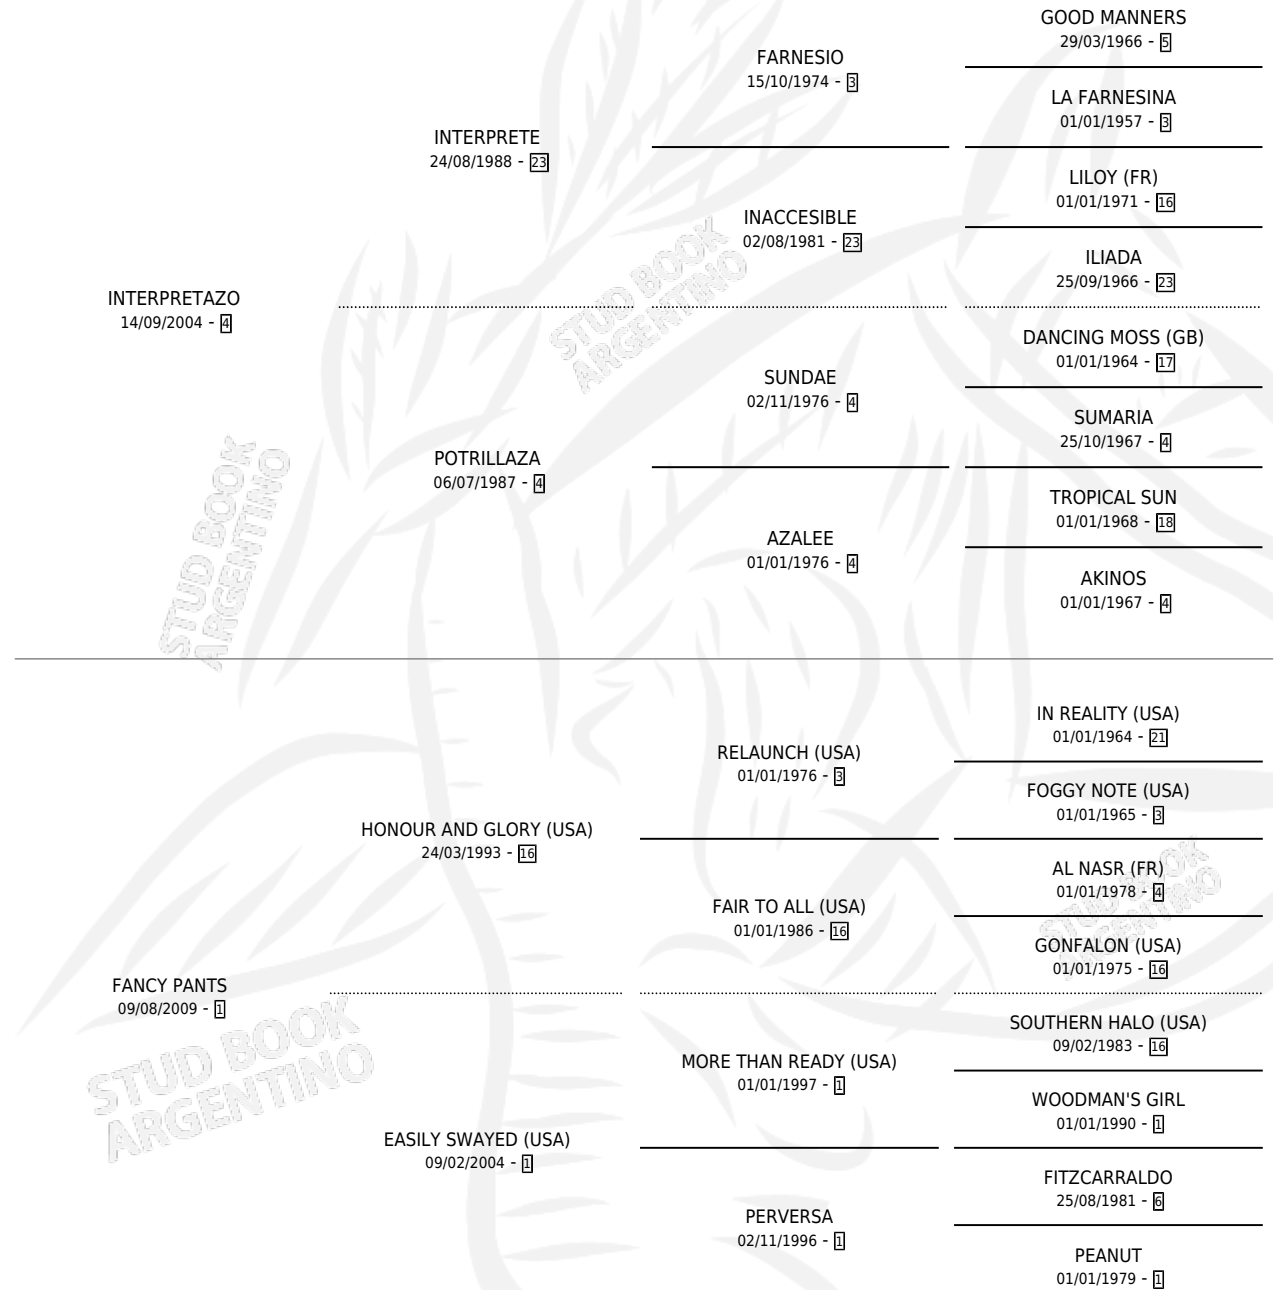 GOOD MANNERS
29/03/1966 - 5
FARNESIO
15/10/1974 - 3
LA FARNESINA
01/01/1957 - 3
INTERPRETE
24/08/1988 - 23
LILOY (FR)
01/01/1971 - 16
INACCESIBLE
02/08/1981 - 23
ILIADA
25/09/1966 - 23
INTERPRETAZO
14/09/2004 - 4
DANCING MOSS (GB)
01/01/1964 - 17
SUNDAE
02/11/1976 - 4
SUMARIA
25/10/1967 - 4
POTRILLAZA
06/07/1987 - 4
TROPICAL SUN
01/01/1968 - 18
AZALEE
01/01/1976 - 4
AKINOS
01/01/1967 - 4
STUD BOOK
ARGENTINO
STUD BOOK
ARGENTINO
IN REALITY (USA)
01/01/1964 - 21
RELAUNCH (USA)
01/01/1976 - 3
FOGGY NOTE (USA)
01/01/1965 - 3
HONOUR AND GLORY (USA)
24/03/1993 - 16
AL NASR (FR)
01/01/1978 - 4
FAIR TO ALL (USA)
01/01/1986 - 16
GONFALON (USA)
01/01/1975 - 16
FANCY PANTS
09/08/2009 - 1
SOUTHERN HALO (USA)
09/02/1983 - 16
MORE THAN READY (USA)
01/01/1997 - 1
WOODMAN'S GIRL
01/01/1990 - 1
EASILY SWAYED (USA)
09/02/2004 - 1
FITZCARRALDO
25/08/1981 - 6
PERVERSA
02/11/1996 - 1
PEANUT
01/01/1979 - 1
STUD BOOK
ARGENTINO
STUD BOOK
ARGENTINO